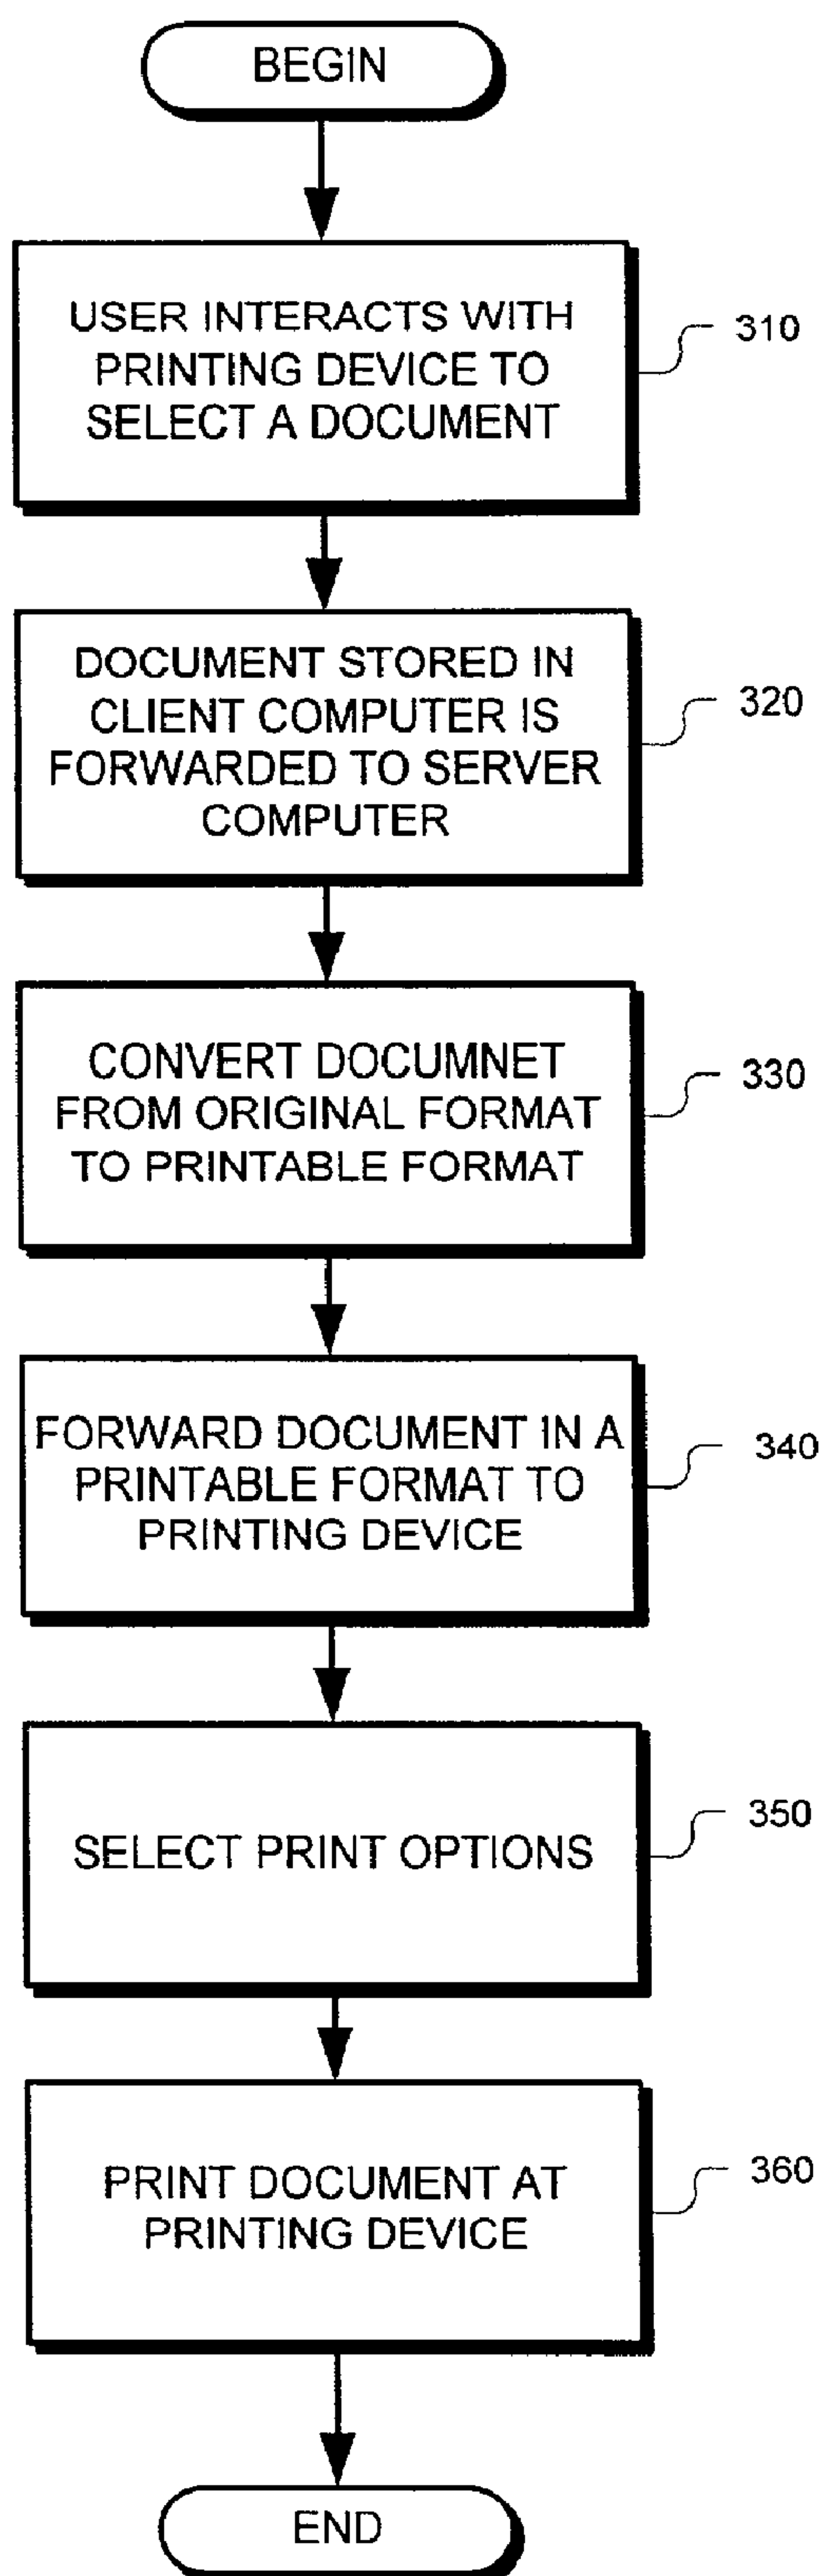 BEGIN
USER INTERACTS WITH
PRINTING DEVICE TO
SELECT A DOCUMENT
310
DOCUMENT STORED IN
CLIENT COMPUTER IS
FORWARDED TO SERVER
COMPUTER
320
CONVERT DOCUMNET
FROM ORIGINAL FORMAT
TO PRINTABLE FORMAT
330
FORWARD DOCUMENT IN A
PRINTABLE FORMAT TO
PRINTING DEVICE
340
SELECT PRINT OPTIONS
350
PRINT DOCUMENT AT
PRINTING DEVICE
360
END